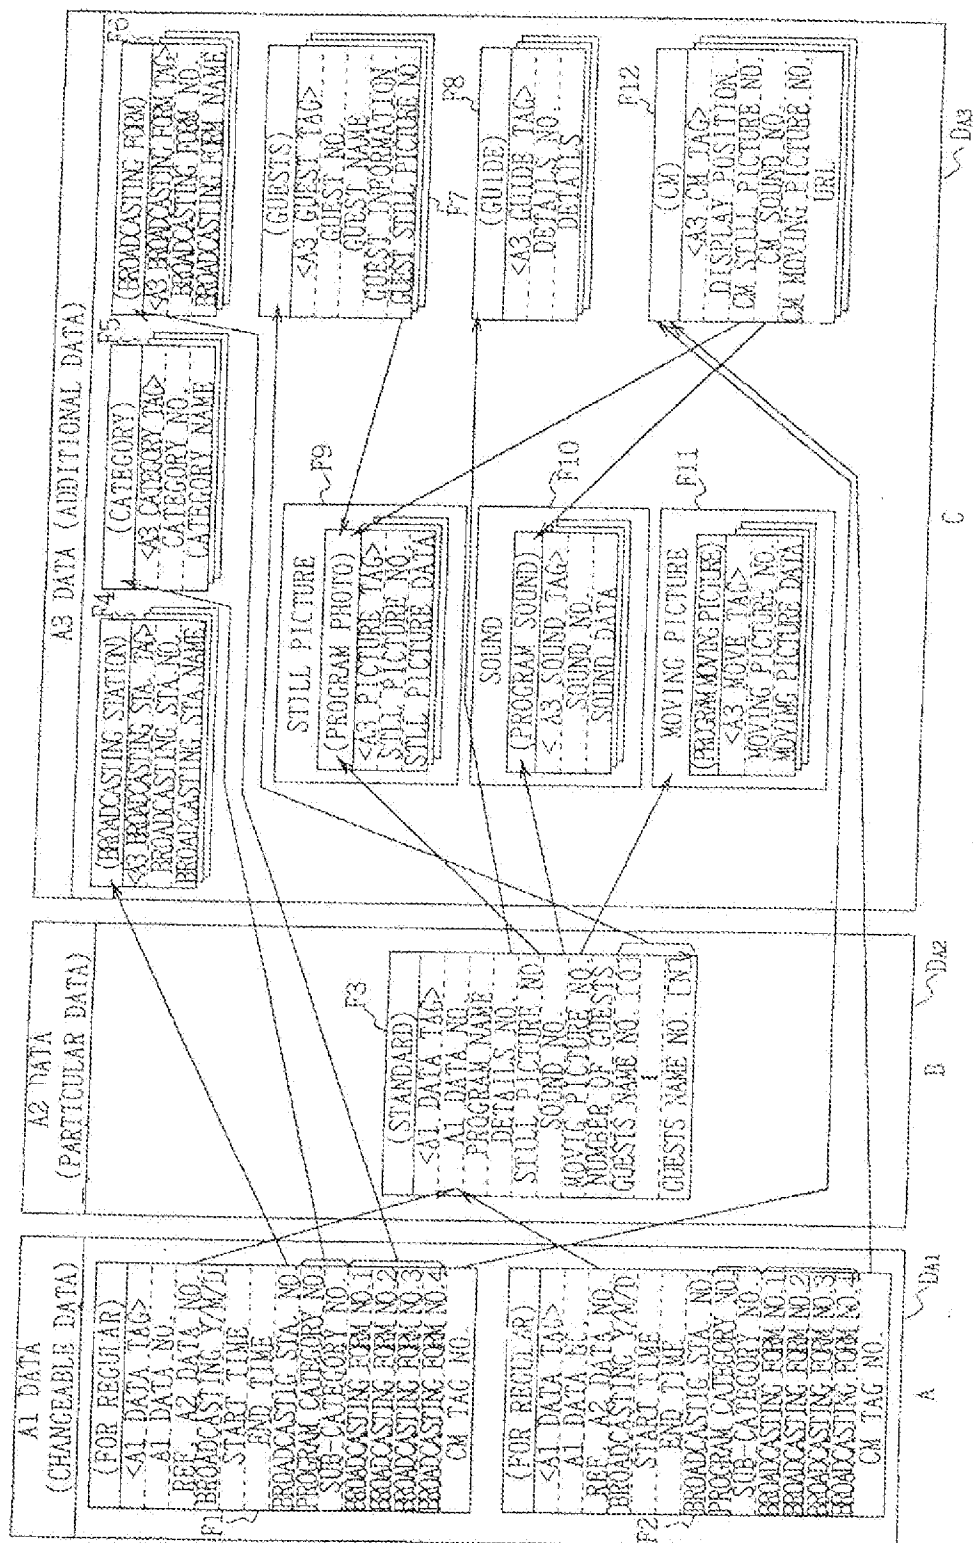 A1 DATA
(CHANGEABLE DATA)
(FOR REGULAR)
<A1 DATA TAG>
A1 DATA NO.
REF. A2 DATA NO.
BROADCASTING Y/M/D
START TIME
END TIME
BROADCASTIG STA. NO.
PROGRAM CATEGORY NO.
SUB-CATEGORY NO.
BROADCASTING FORM NO.1
BROADCASTING FORM NO.2
BROADCASTING FORM NO.3
BROADCASTING FORM NO.4
CM TAG NO.
F1
(FOR REGULAR)
<A1 DATA TAG>
A1 DATA NO.
REF. A2 DATA NO.
BROADCASTING Y/M/D
START TIME
END TIME
BROADCASTIG STA. NO.
PROGRAM CATEGORY NO.
SUB-CATEGORY NO.
BROADCASTING FORM NO.1
BROADCASTING FORM NO.2
BROADCASTING FORM NO.3
BROADCASTING FORM NO.4
CM TAG NO.
F2
A
DA1
A2 DATA
(PARTICULAR DATA)
F3
(STANDARD)
<A1 DATA TAG>
A1 DATA NO.
PROGRAM NAME
DETAILS NO.
STILL PICTURE NO.
SOUND NO.
MOVIG PICTURE NO.
NUMBER OF GUESTS
GUESTS NAME NO. [0]
GUESTS NAME NO. [N]
B
DA2
A3 DATA (AUDITIONAL DATA)
F4
(BROADCASTING STATION)
<A3 BROADCASTING STA. TAG>
BROADCASTING STA.NO.
BROADCASTING STA.NAME
F5
(CATEGORY)
<A3 CATEGORY TAG>
CATEGORY NO.
CATEGORY NAME
F6
(BROADCASTING FORM)
<A3 BROADCASTING FORM TAG>
BROADCASTING FORM NO.
BROADCASTING FORM NAME
(GUESTS)
<A3 GUEST TAG>
GUEST NO.
GUEST NAME
GUEST INFORMATION
GUEST STILL PICTURE NO.
F7
F8
(GUIDE)
<A3 GUIDE TAG>
DETAILS NO.
DETAILS
F9
STILL PICTURE
(PROGRAM PHOTO)
<A3 PICTURE TAG>
STILL PICTURE NO.
STILL PICTURE DATA
F10
SOUND
(PROGRAM SOUND)
<A3 SOUND TAG>
SOUND NO.
SOUND DATA
F11
MOVING PICTURE
(PROGRAM MOVING PICTURE)
<A3 MOVE TAG>
MOVING PICTURE NO.
MOVING PICTURE DATA
F12
(CM)
<A3 CM TAG>
DISPLAY POSITION
CM STILL PICTURE NO.
CM SOUND NO.
CM MOVING PICTURE NO.
URL
C
DA3